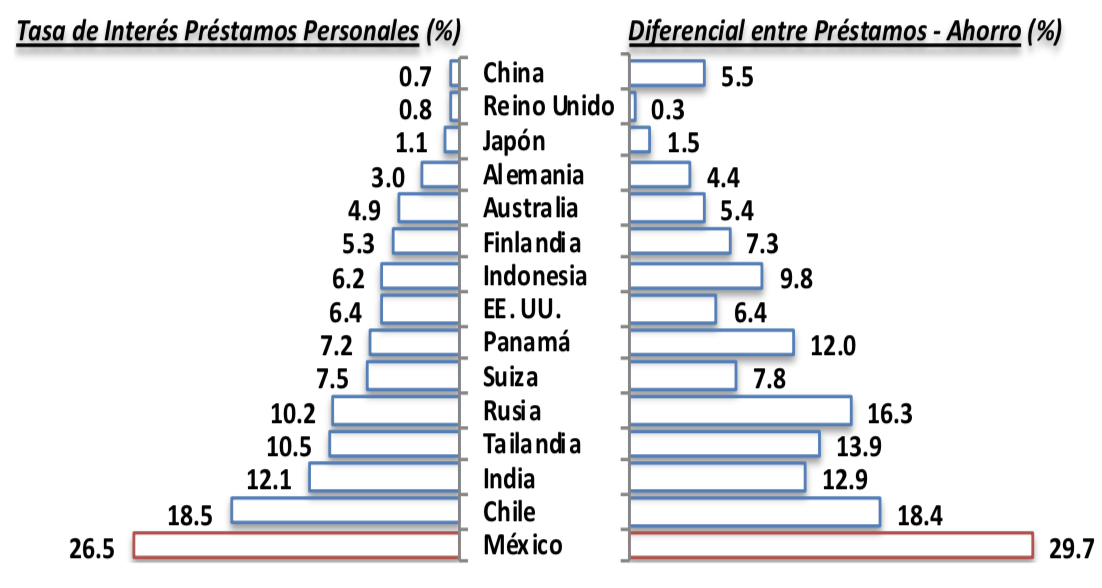 Tasa de Interés Préstamos Personales (%) Diferencial entre Préstamos - Ahorro (%)
0.7 China 5.5
0.8 Reino Unido 0.3
1.1 Japón 1.5
3.0 Alemania 4.4
4.9 Australia 5.4
5.3 Finlandia 7.3
6.2 Indonesia 9.8
6.4 EE. UU. 6.4
7.2 Panamá 12.0
7.5 Suiza 7.8
10.2 Rusia 16.3
10.5 Tailandia 13.9
12.1 India 12.9
18.5 Chile 18.4
26.5 México 29.7